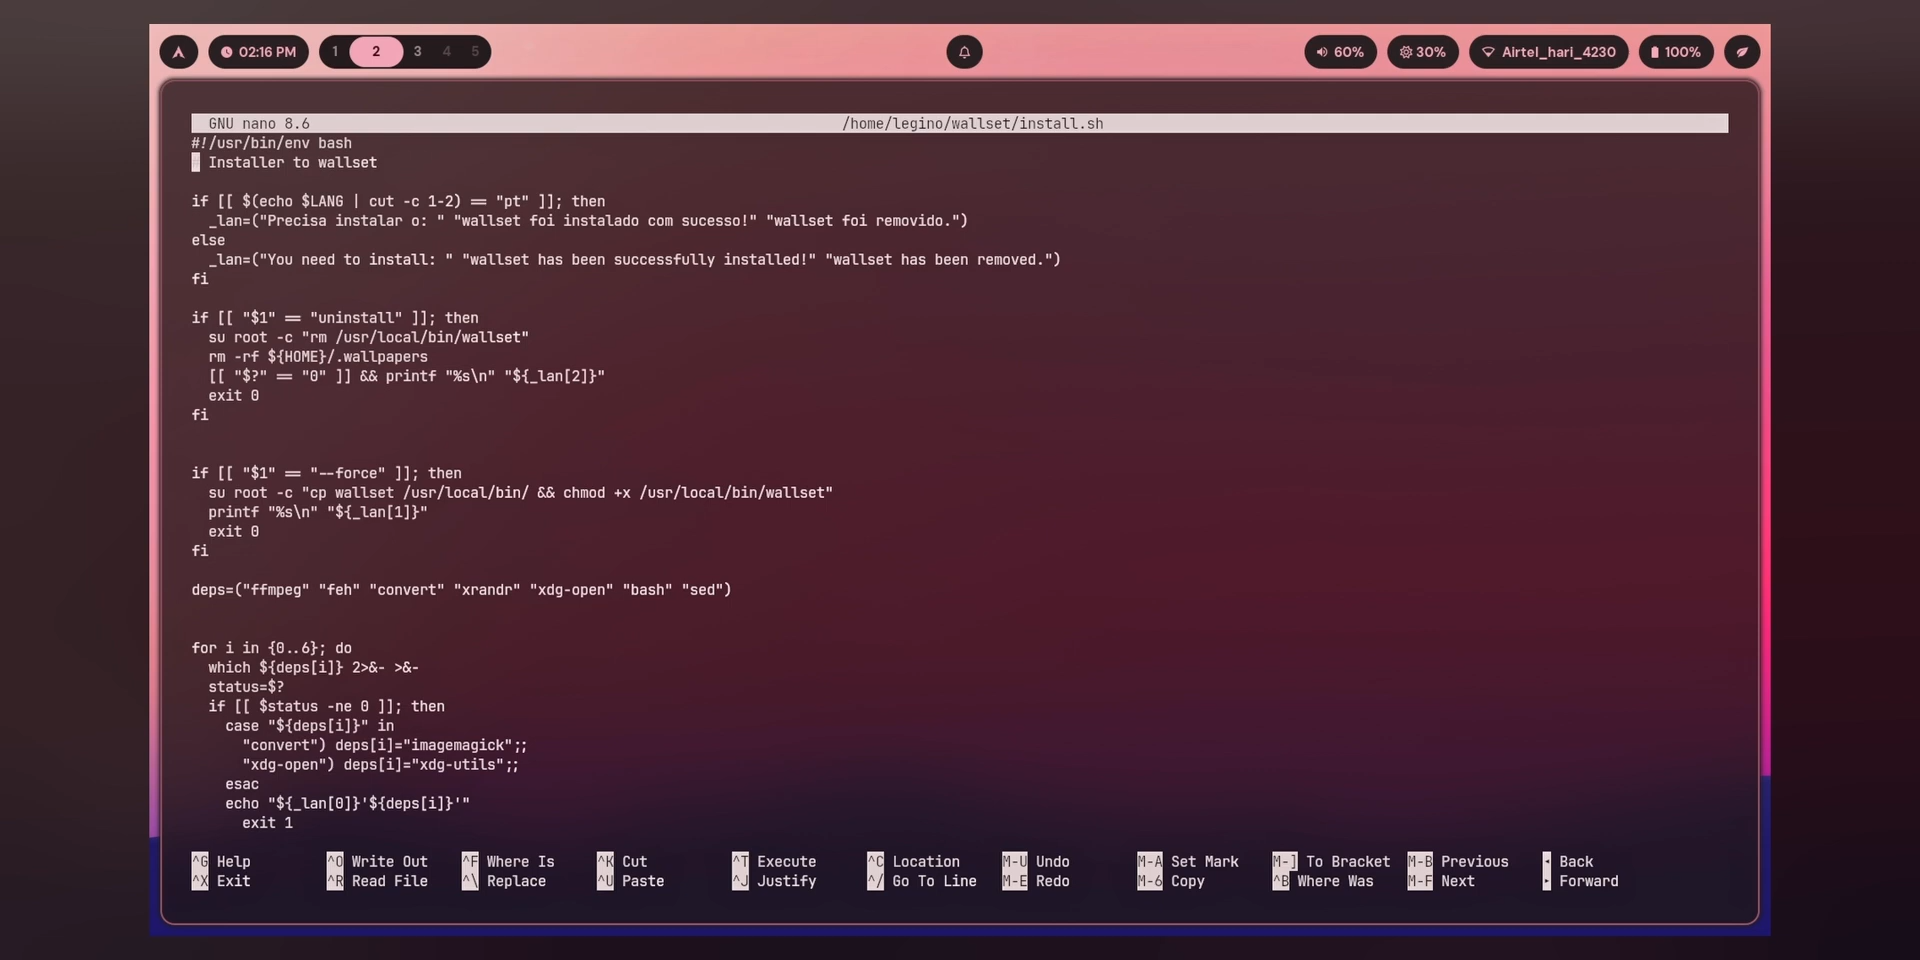 02:16 PM 1 2 3 4 5 60% 30% Airtel_hari_4230 100%
GNU nano 8.6 /home/legino/wallset/install.sh
#!/usr/bin/env bash
# Installer to wallset
if [[ $(echo $LANG | cut -c 1-2) == "pt" ]]; then
_lan=("Precisa instalar o: " "wallset foi instalado com sucesso!" "wallset foi removido.")
else
_lan=("You need to install: " "wallset has been successfully installed!" "wallset has been removed.")
fi
if [[ "$1" == "uninstall" ]]; then
su root -c "rm /usr/local/bin/wallset"
rm -rf ${HOME}/.wallpapers
[[ "$?" == "0" ]] && printf "%s\n" "${_lan[2]}"
exit 0
fi
if [[ "$1" == "--force" ]]; then
su root -c "cp wallset /usr/local/bin/ && chmod +x /usr/local/bin/wallset"
printf "%s\n" "${_lan[1]}"
exit 0
fi
deps=("ffmpeg" "feh" "convert" "xrandr" "xdg-open" "bash" "sed")
for i in {0..6}; do
which ${deps[i]} 2>&- >&-
status=$?
if [[ $status -ne 0 ]]; then
case "${deps[i]}" in
"convert") deps[i]="imagemagick";;
"xdg-open") deps[i]="xdg-utils";;
esac
echo "${_lan[0]}'${deps[i]}'"
exit 1
^G Help ^O Write Out ^F Where Is ^K Cut ^T Execute ^C Location M-U Undo M-A Set Mark M-] To Bracket M-B Previous ◂ Back
^X Exit ^R Read File ^\ Replace ^U Paste ^J Justify ^/ Go To Line M-E Redo M-6 Copy ^B Where Was M-F Next ▸ Forward